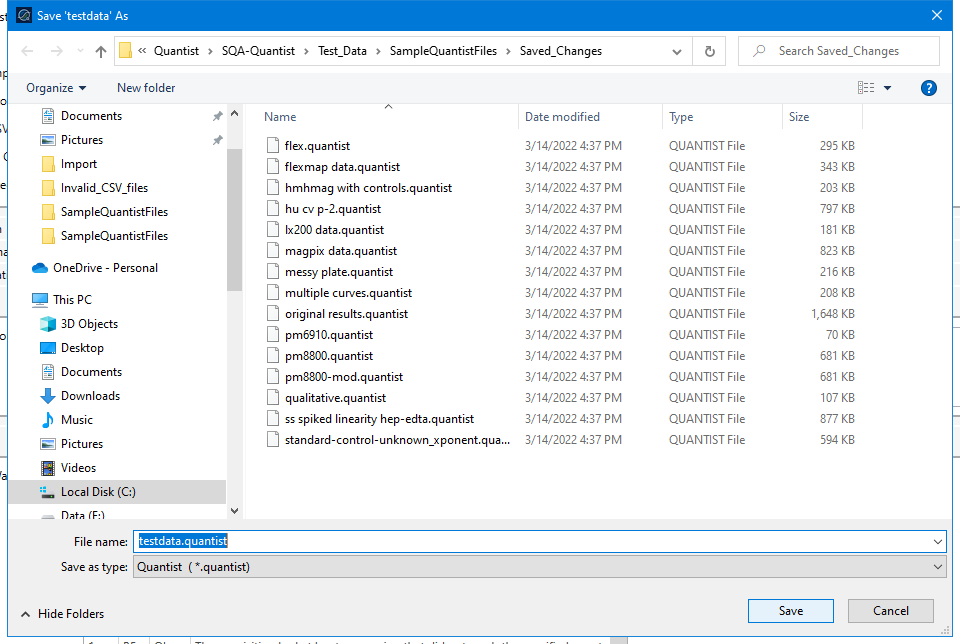 Save 'testdata' As
« Quantist › SQA-Quantist › Test_Data › SampleQuantistFiles › Saved_Changes
Search Saved_Changes
Organize
New folder
?
Documents
Pictures
Import
Invalid_CSV_files
SampleQuantistFiles
SampleQuantistFiles
OneDrive - Personal
This PC
3D Objects
Desktop
Documents
Downloads
Music
Pictures
Videos
Local Disk (C:)
Data (E:)
Name Date modified Type Size
flex.quantist 3/14/2022 4:37 PM QUANTIST File 295 KB
flexmap data.quantist 3/14/2022 4:37 PM QUANTIST File 343 KB
hmhmag with controls.quantist 3/14/2022 4:37 PM QUANTIST File 203 KB
hu cv p-2.quantist 3/14/2022 4:37 PM QUANTIST File 797 KB
lx200 data.quantist 3/14/2022 4:37 PM QUANTIST File 181 KB
magpix data.quantist 3/14/2022 4:37 PM QUANTIST File 823 KB
messy plate.quantist 3/14/2022 4:37 PM QUANTIST File 216 KB
multiple curves.quantist 3/14/2022 4:37 PM QUANTIST File 208 KB
original results.quantist 3/14/2022 4:37 PM QUANTIST File 1,648 KB
pm6910.quantist 3/14/2022 4:37 PM QUANTIST File 70 KB
pm8800.quantist 3/14/2022 4:37 PM QUANTIST File 681 KB
pm8800-mod.quantist 3/14/2022 4:37 PM QUANTIST File 681 KB
qualitative.quantist 3/14/2022 4:37 PM QUANTIST File 107 KB
ss spiked linearity hep-edta.quantist 3/14/2022 4:37 PM QUANTIST File 877 KB
standard-control-unknown_xponent.qua... 3/14/2022 4:37 PM QUANTIST File 594 KB
File name: testdata.quantist
Save as type: Quantist ( *.quantist)
Hide Folders
Save
Cancel